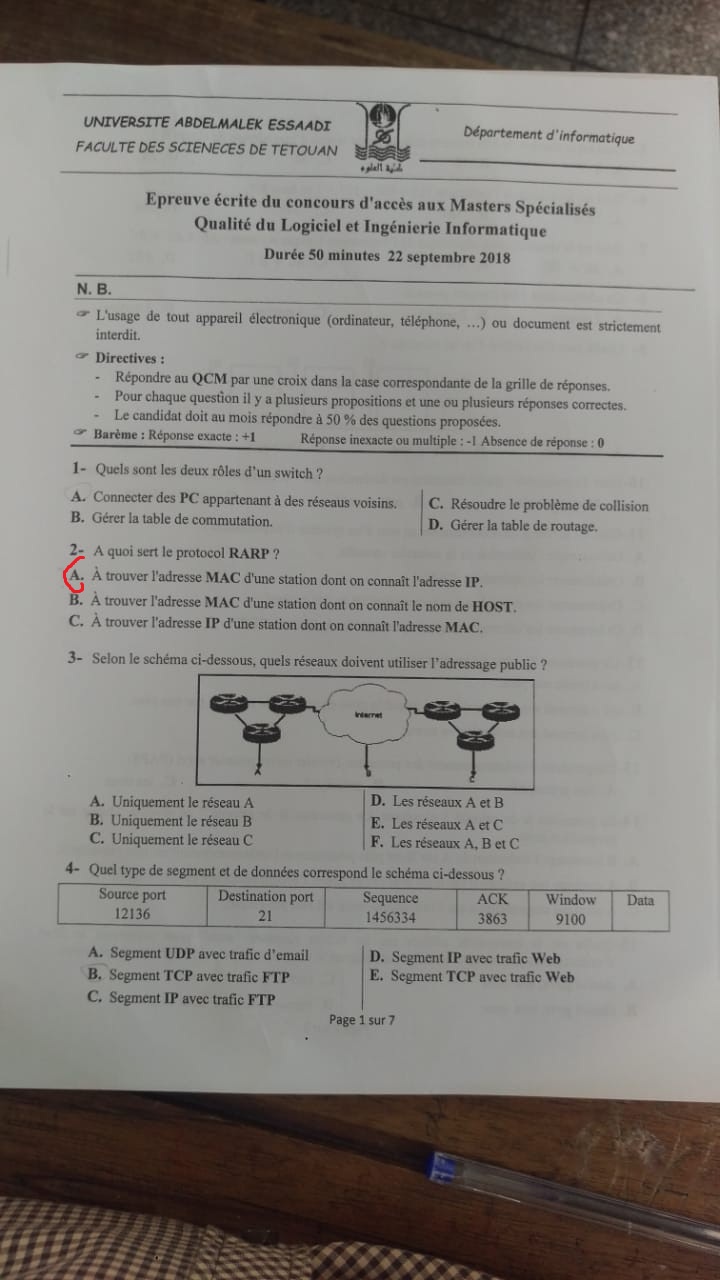 UNIVERSITE ABDELMALEK ESSAADI
FACULTE DES SCIENECES DE TETOUAN
كلية العلوم
Département d'informatique
Epreuve écrite du concours d'accès aux Masters Spécialisés
Qualité du Logiciel et Ingénierie Informatique
Durée 50 minutes 22 septembre 2018
N. B.
☞ L'usage de tout appareil électronique (ordinateur, téléphone, …) ou document est strictement
interdit.
☞ Directives :
- Répondre au QCM par une croix dans la case correspondante de la grille de réponses.
- Pour chaque question il y a plusieurs propositions et une ou plusieurs réponses correctes.
- Le candidat doit au mois répondre à 50 % des questions proposées.
☞ Barème : Réponse exacte : +1 Réponse inexacte ou multiple : -1 Absence de réponse : 0
1- Quels sont les deux rôles d'un switch ?
A. Connecter des PC appartenant à des réseaus voisins.
B. Gérer la table de commutation.
C. Résoudre le problème de collision
D. Gérer la table de routage.
2- A quoi sert le protocol RARP ?
A. À trouver l'adresse MAC d'une station dont on connaît l'adresse IP.
B. À trouver l'adresse MAC d'une station dont on connaît le nom de HOST.
C. À trouver l'adresse IP d'une station dont on connaît l'adresse MAC.
3- Selon le schéma ci-dessous, quels réseaux doivent utiliser l'adressage public ?
Internet
A B C
A. Uniquement le réseau A
B. Uniquement le réseau B
C. Uniquement le réseau C
D. Les réseaux A et B
E. Les réseaux A et C
F. Les réseaux A, B et C
4- Quel type de segment et de données correspond le schéma ci-dessous ?
Source port Destination port Sequence ACK Window Data
12136 21 1456334 3863 9100
A. Segment UDP avec trafic d'email
B. Segment TCP avec trafic FTP
C. Segment IP avec trafic FTP
D. Segment IP avec trafic Web
E. Segment TCP avec trafic Web
Page 1 sur 7